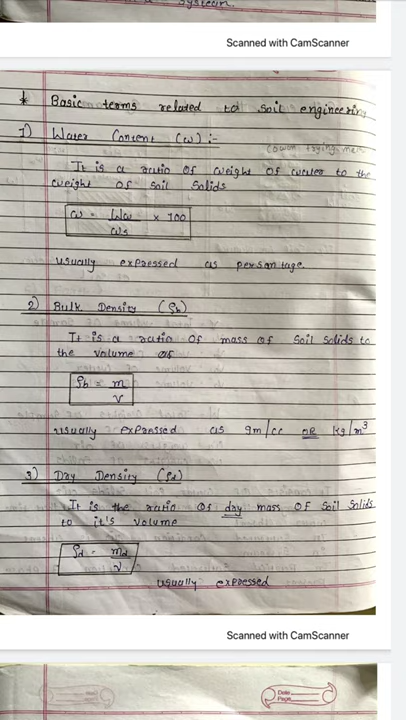 System.
Scanned with CamScanner
* Basic terms related to soil engineering
1) Water Content (w) :-
It is a ratio of weight of water to the
weight of Soil Solids
w = Ww/Ws x 100
usually expressed as persontage.
2) Bulk Density (ρb)
It is a ratio of mass of Soil Solids to
the volume of
ρb = m/v
usually expressed as gm/cc OR kg/m³
3) Dry Density (ρd)
It is the ratio of dry mass of Soil Solids
to it's volume
ρd = md/v
usually expressed
Scanned with CamScanner
Date
Page